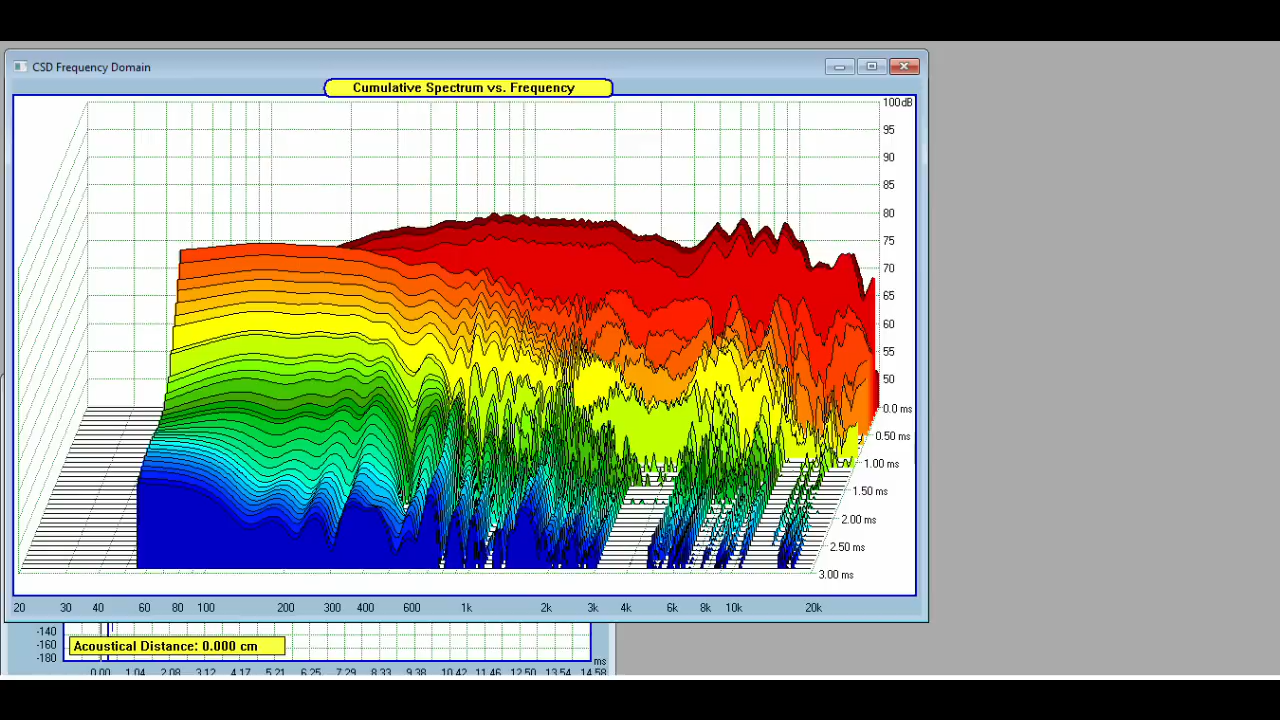 CSD Frequency Domain
Cumulative Spectrum vs. Frequency
100dB
95
90
85
80
75
70
65
60
55
50
0.0 ms
0.50 ms
1.00 ms
1.50 ms
2.00 ms
2.50 ms
3.00 ms
20 30 40 60 80 100 200 300 400 600 1k 2k 3k 4k 6k 8k 10k 20k
-140
-160
-180
Acoustical Distance: 0.000 cm
ms
0.00 1.04 2.08 3.12 4.17 5.21 6.25 7.29 8.33 9.38 10.42 11.46 12.50 13.54 14.58